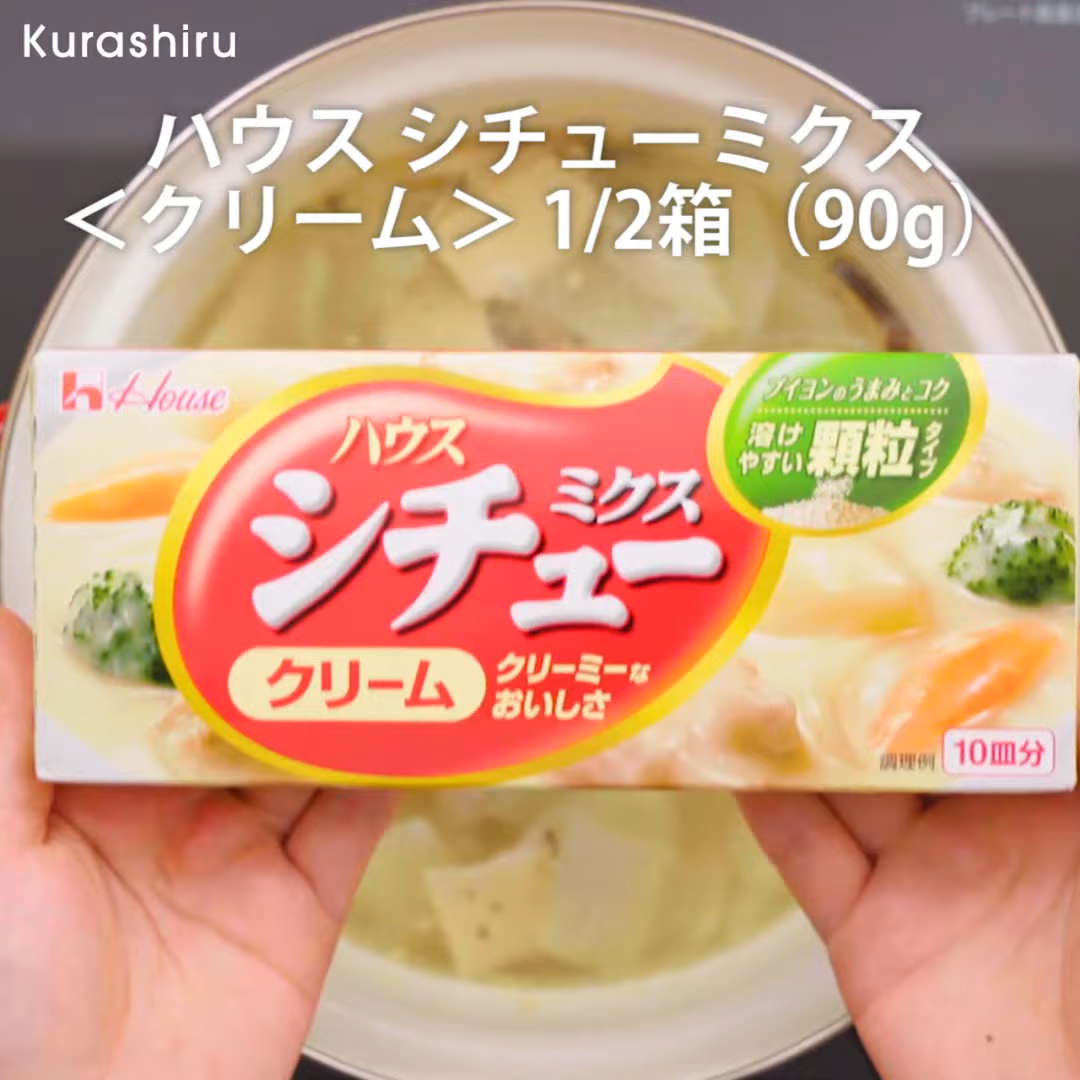 Kurashiru
ハウス シチューミクス
＜クリーム＞ 1/2箱（90g）
House
ブイヨンのうまみとコク
溶け
やすい
顆粒
タイプ
ハウス
シチュー
ミクス
クリーム
クリーミーな
おいしさ
調理例
10皿分